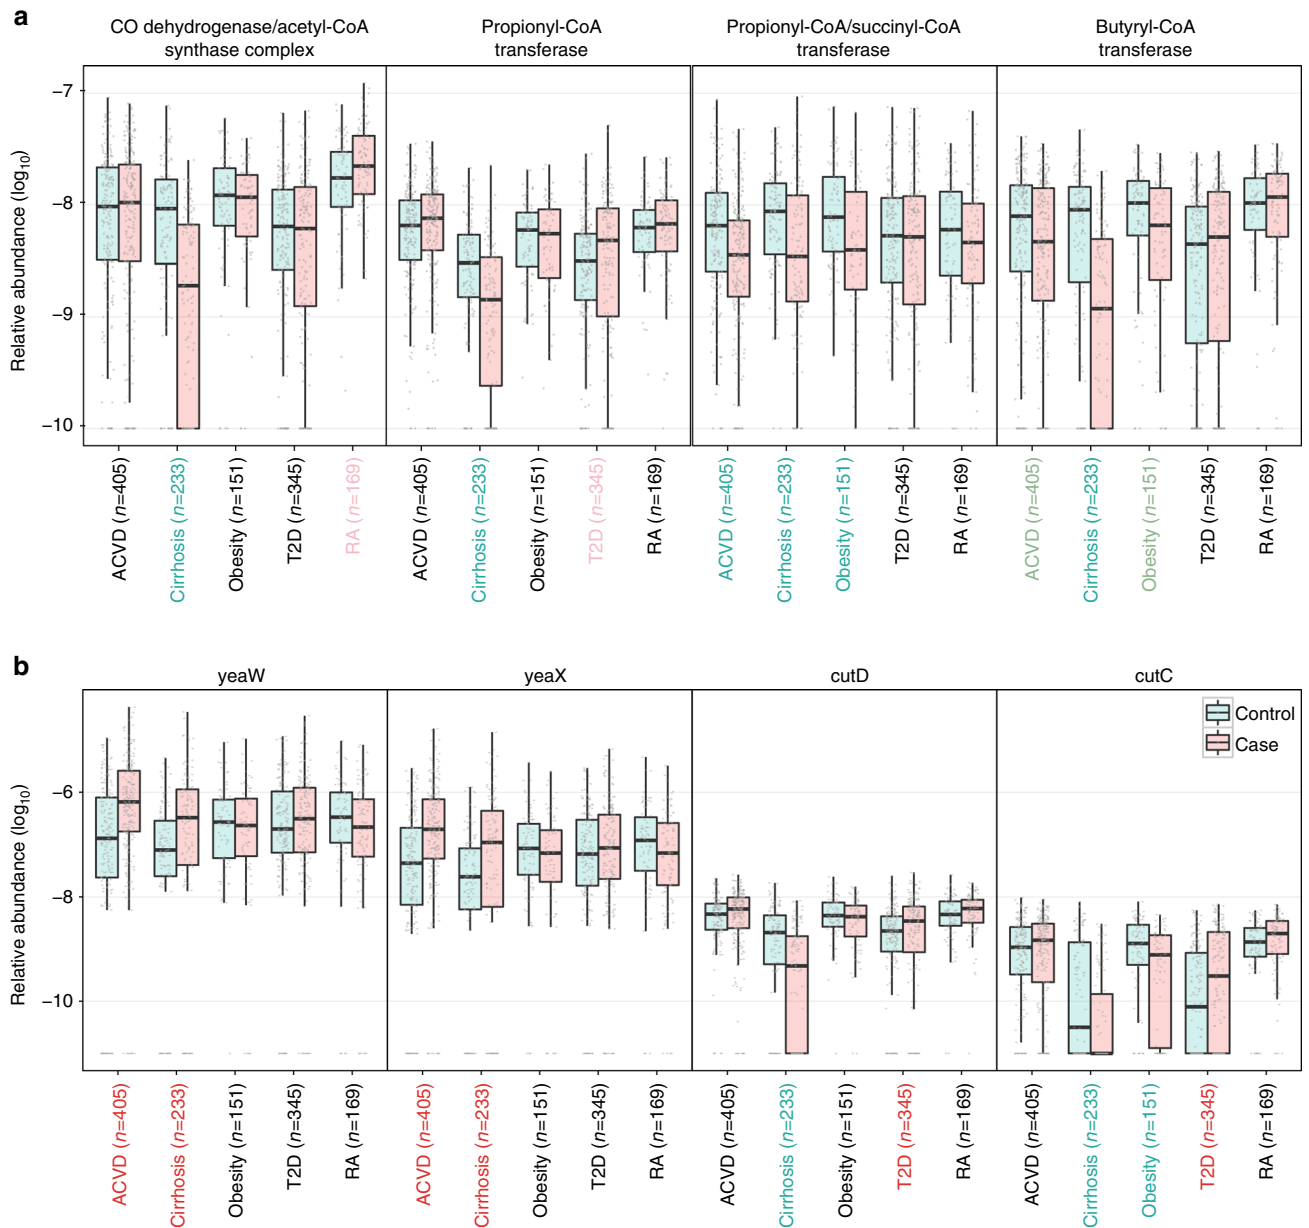 a
CO dehydrogenase/acetyl-CoA
synthase complex
Propionyl-CoA
transferase
Propionyl-CoA/succinyl-CoA
transferase
Butyryl-CoA
transferase
Relative abundance (log10)
−7
−8
−9
−10
ACVD (n=405)
Cirrhosis (n=233)
Obesity (n=151)
T2D (n=345)
RA (n=169)
ACVD (n=405)
Cirrhosis (n=233)
Obesity (n=151)
T2D (n=345)
RA (n=169)
ACVD (n=405)
Cirrhosis (n=233)
Obesity (n=151)
T2D (n=345)
RA (n=169)
ACVD (n=405)
Cirrhosis (n=233)
Obesity (n=151)
T2D (n=345)
RA (n=169)
b
yeaW
yeaX
cutD
cutC
Control
Case
Relative abundance (log10)
−6
−8
−10
ACVD (n=405)
Cirrhosis (n=233)
Obesity (n=151)
T2D (n=345)
RA (n=169)
ACVD (n=405)
Cirrhosis (n=233)
Obesity (n=151)
T2D (n=345)
RA (n=169)
ACVD (n=405)
Cirrhosis (n=233)
Obesity (n=151)
T2D (n=345)
RA (n=169)
ACVD (n=405)
Cirrhosis (n=233)
Obesity (n=151)
T2D (n=345)
RA (n=169)